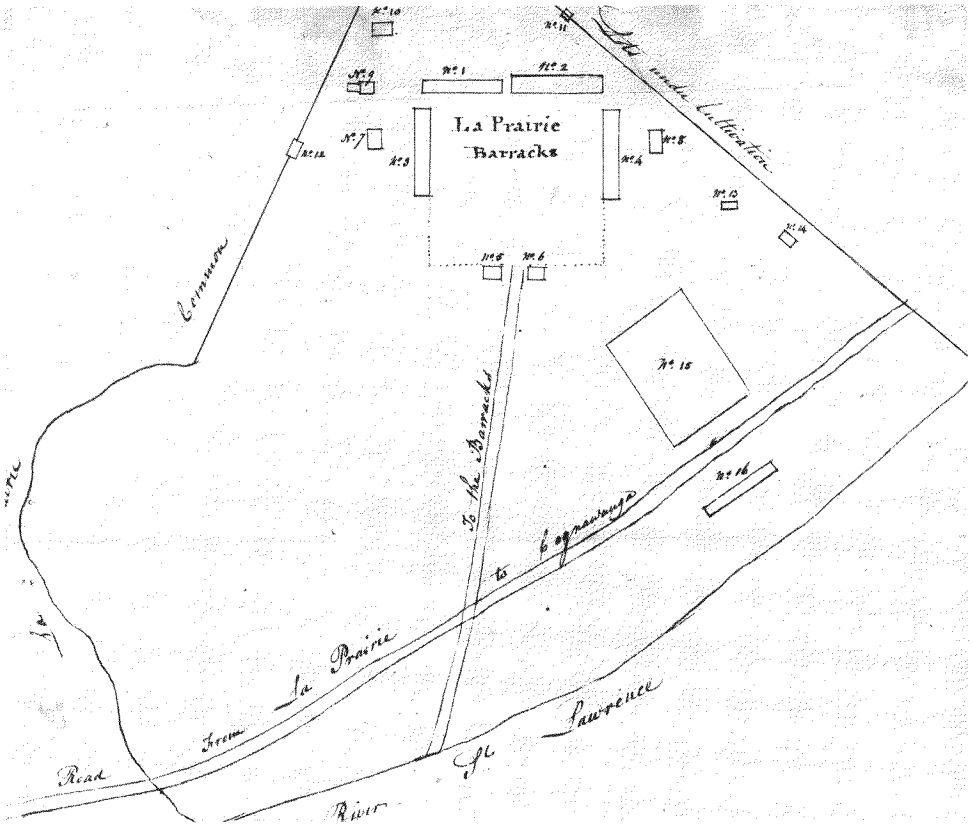 No. 10
No. 11
Lots under Cultivation
No. 9
No. 1
No. 2
La Prairie
Barracks
No. 7
No. 3
No. 4
No. 8
No. 12
No. 13
No. 14
Common
No. 5
No. 6
No. 15
To the Barracks
No. 16
Road From La Prairie to Cognawauga
River St Lawrence
La